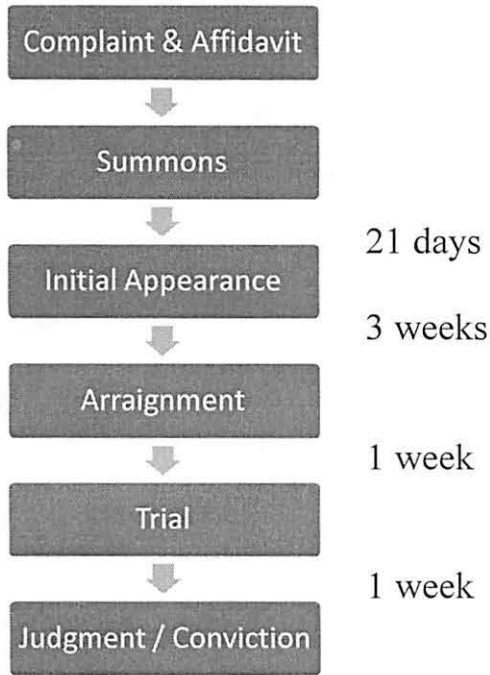 Complaint & Affidavit
Summons
21 days
Initial Appearance
3 weeks
Arraignment
1 week
Trial
1 week
Judgment / Conviction